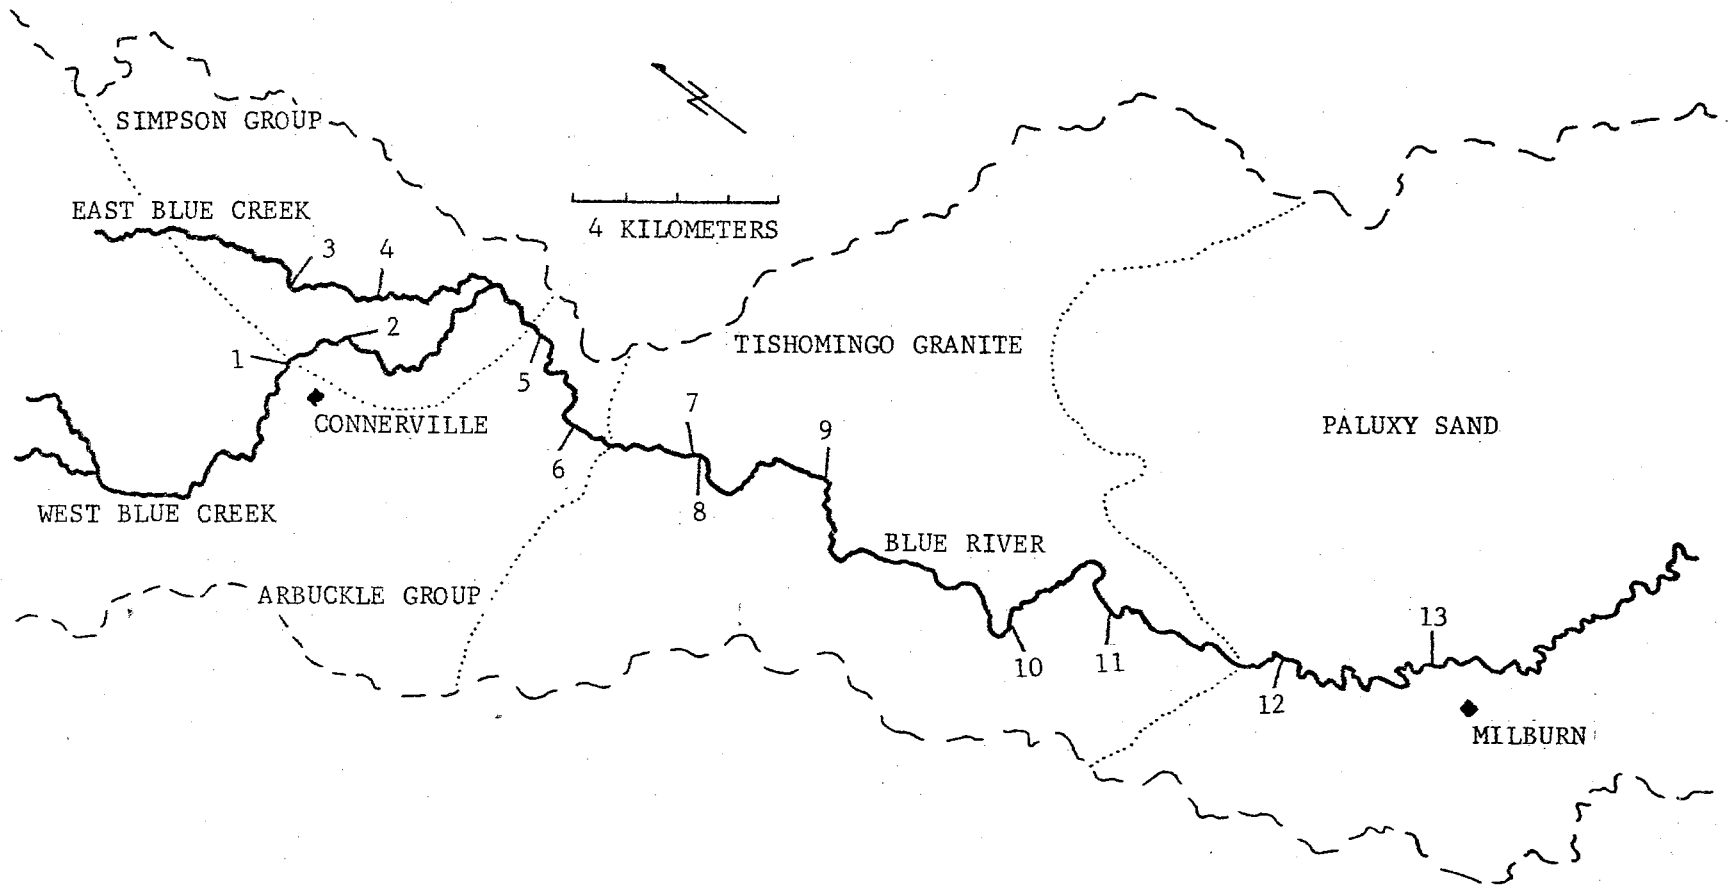 SIMPSON GROUP
EAST BLUE CREEK
3
4
4 KILOMETERS
2
1
TISHOMINGO GRANITE
5
CONNERVILLE
7
9
PALUXY SAND
6
8
WEST BLUE CREEK
BLUE RIVER
ARBUCKLE GROUP
13
10
11
12
MILBURN